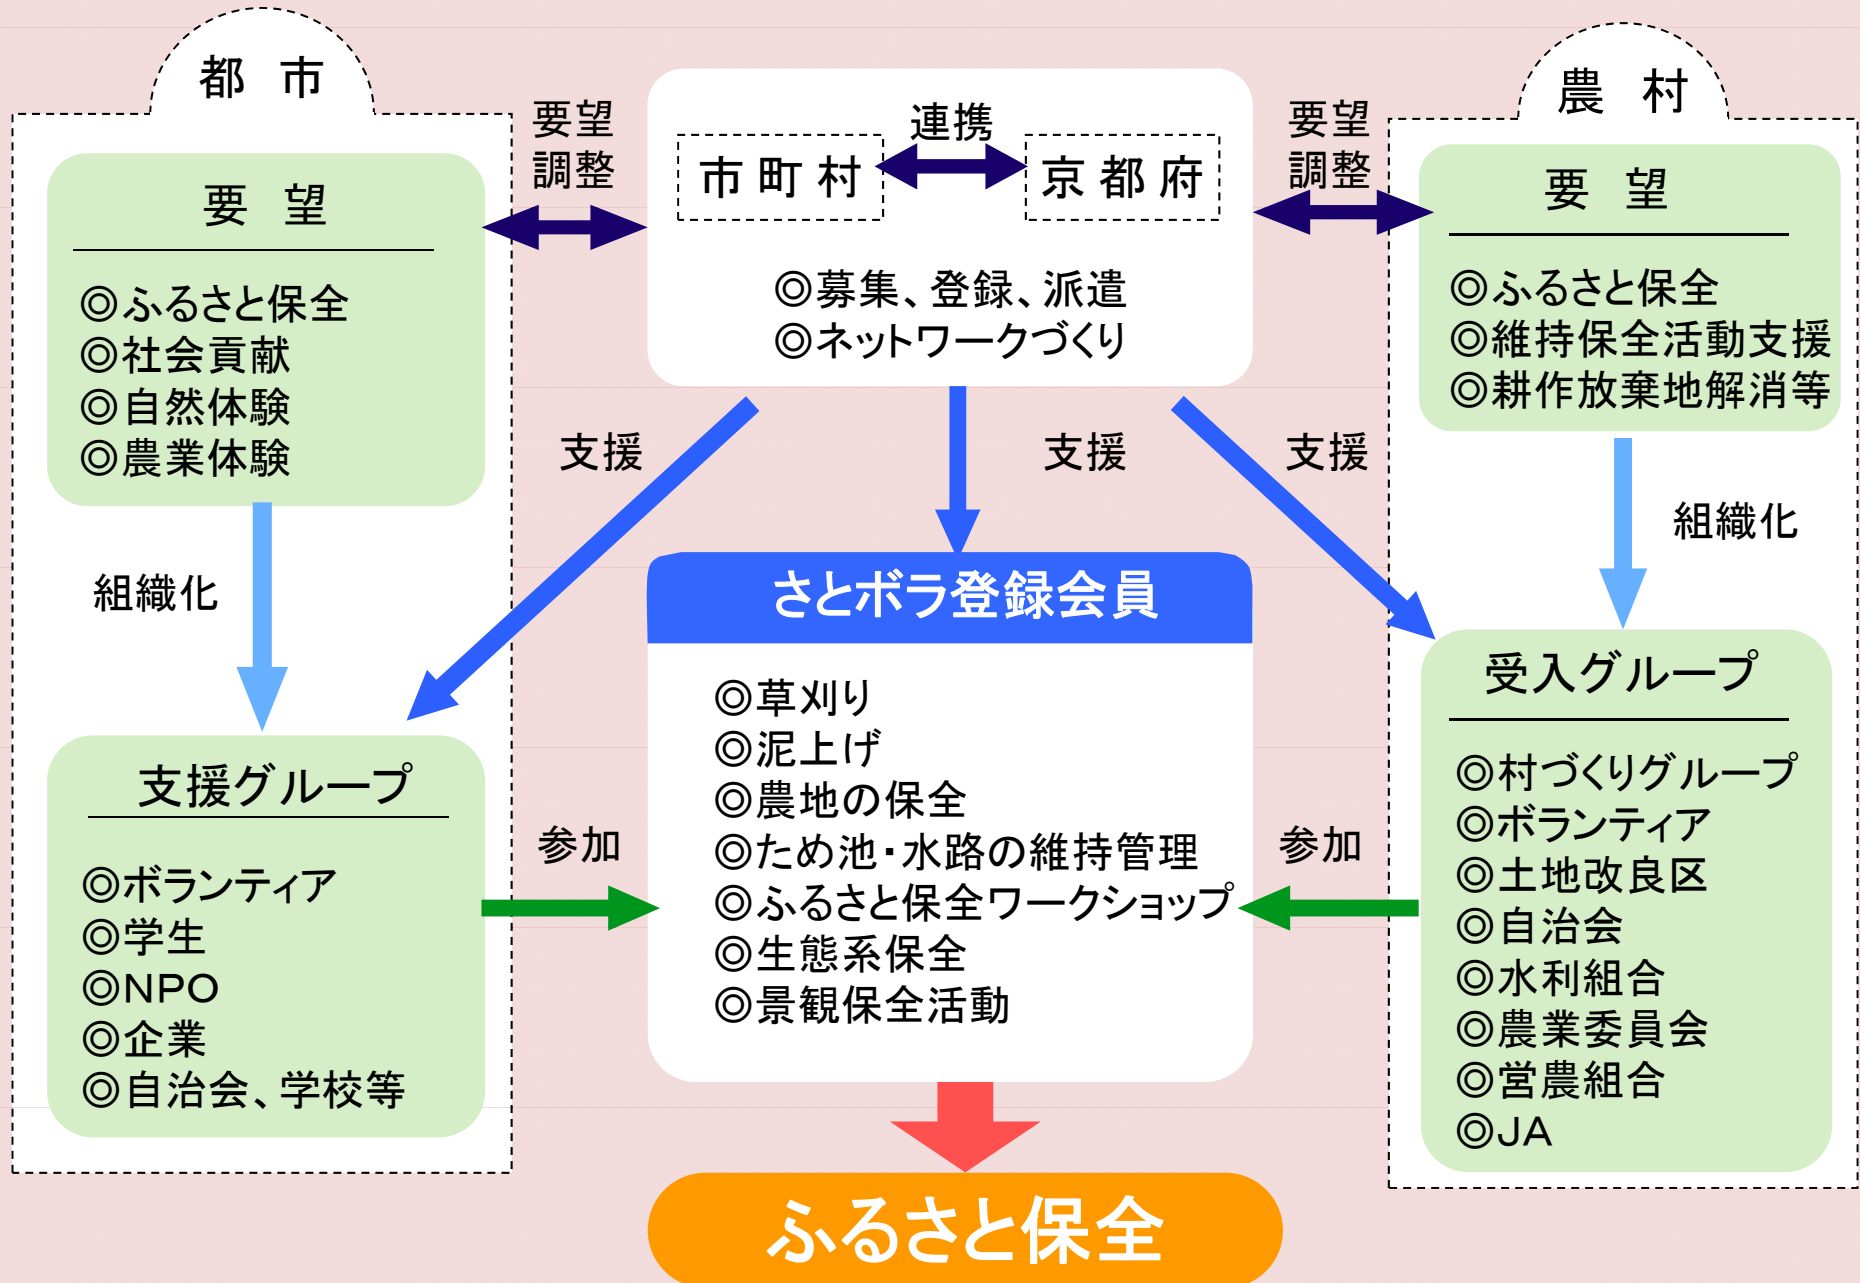 都　市
要　望
◎ふるさと保全
◎社会貢献
◎自然体験
◎農業体験
組織化
支援グループ
◎ボランティア
◎学生
◎NPO
◎企業
◎自治会、学校等
要望
調整
連携
市町村
京都府
◎募集、登録、派遣
◎ネットワークづくり
要望
調整
支援
支援
支援
さとボラ登録会員
◎草刈り
◎泥上げ
◎農地の保全
◎ため池・水路の維持管理
◎ふるさと保全ワークショップ
◎生態系保全
◎景観保全活動
参加
参加
ふるさと保全
農　村
要　望
◎ふるさと保全
◎維持保全活動支援
◎耕作放棄地解消等
組織化
受入グループ
◎村づくりグループ
◎ボランティア
◎土地改良区
◎自治会
◎水利組合
◎農業委員会
◎営農組合
◎JA